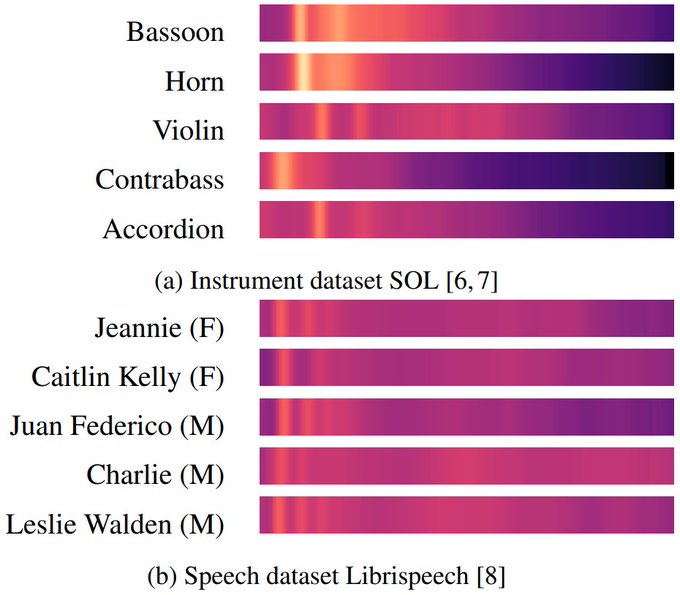 Bassoon
Horn
Violin
Contrabass
Accordion
(a) Instrument dataset SOL [6, 7]
Jeannie (F)
Caitlin Kelly (F)
Juan Federico (M)
Charlie (M)
Leslie Walden (M)
(b) Speech dataset Librispeech [8]